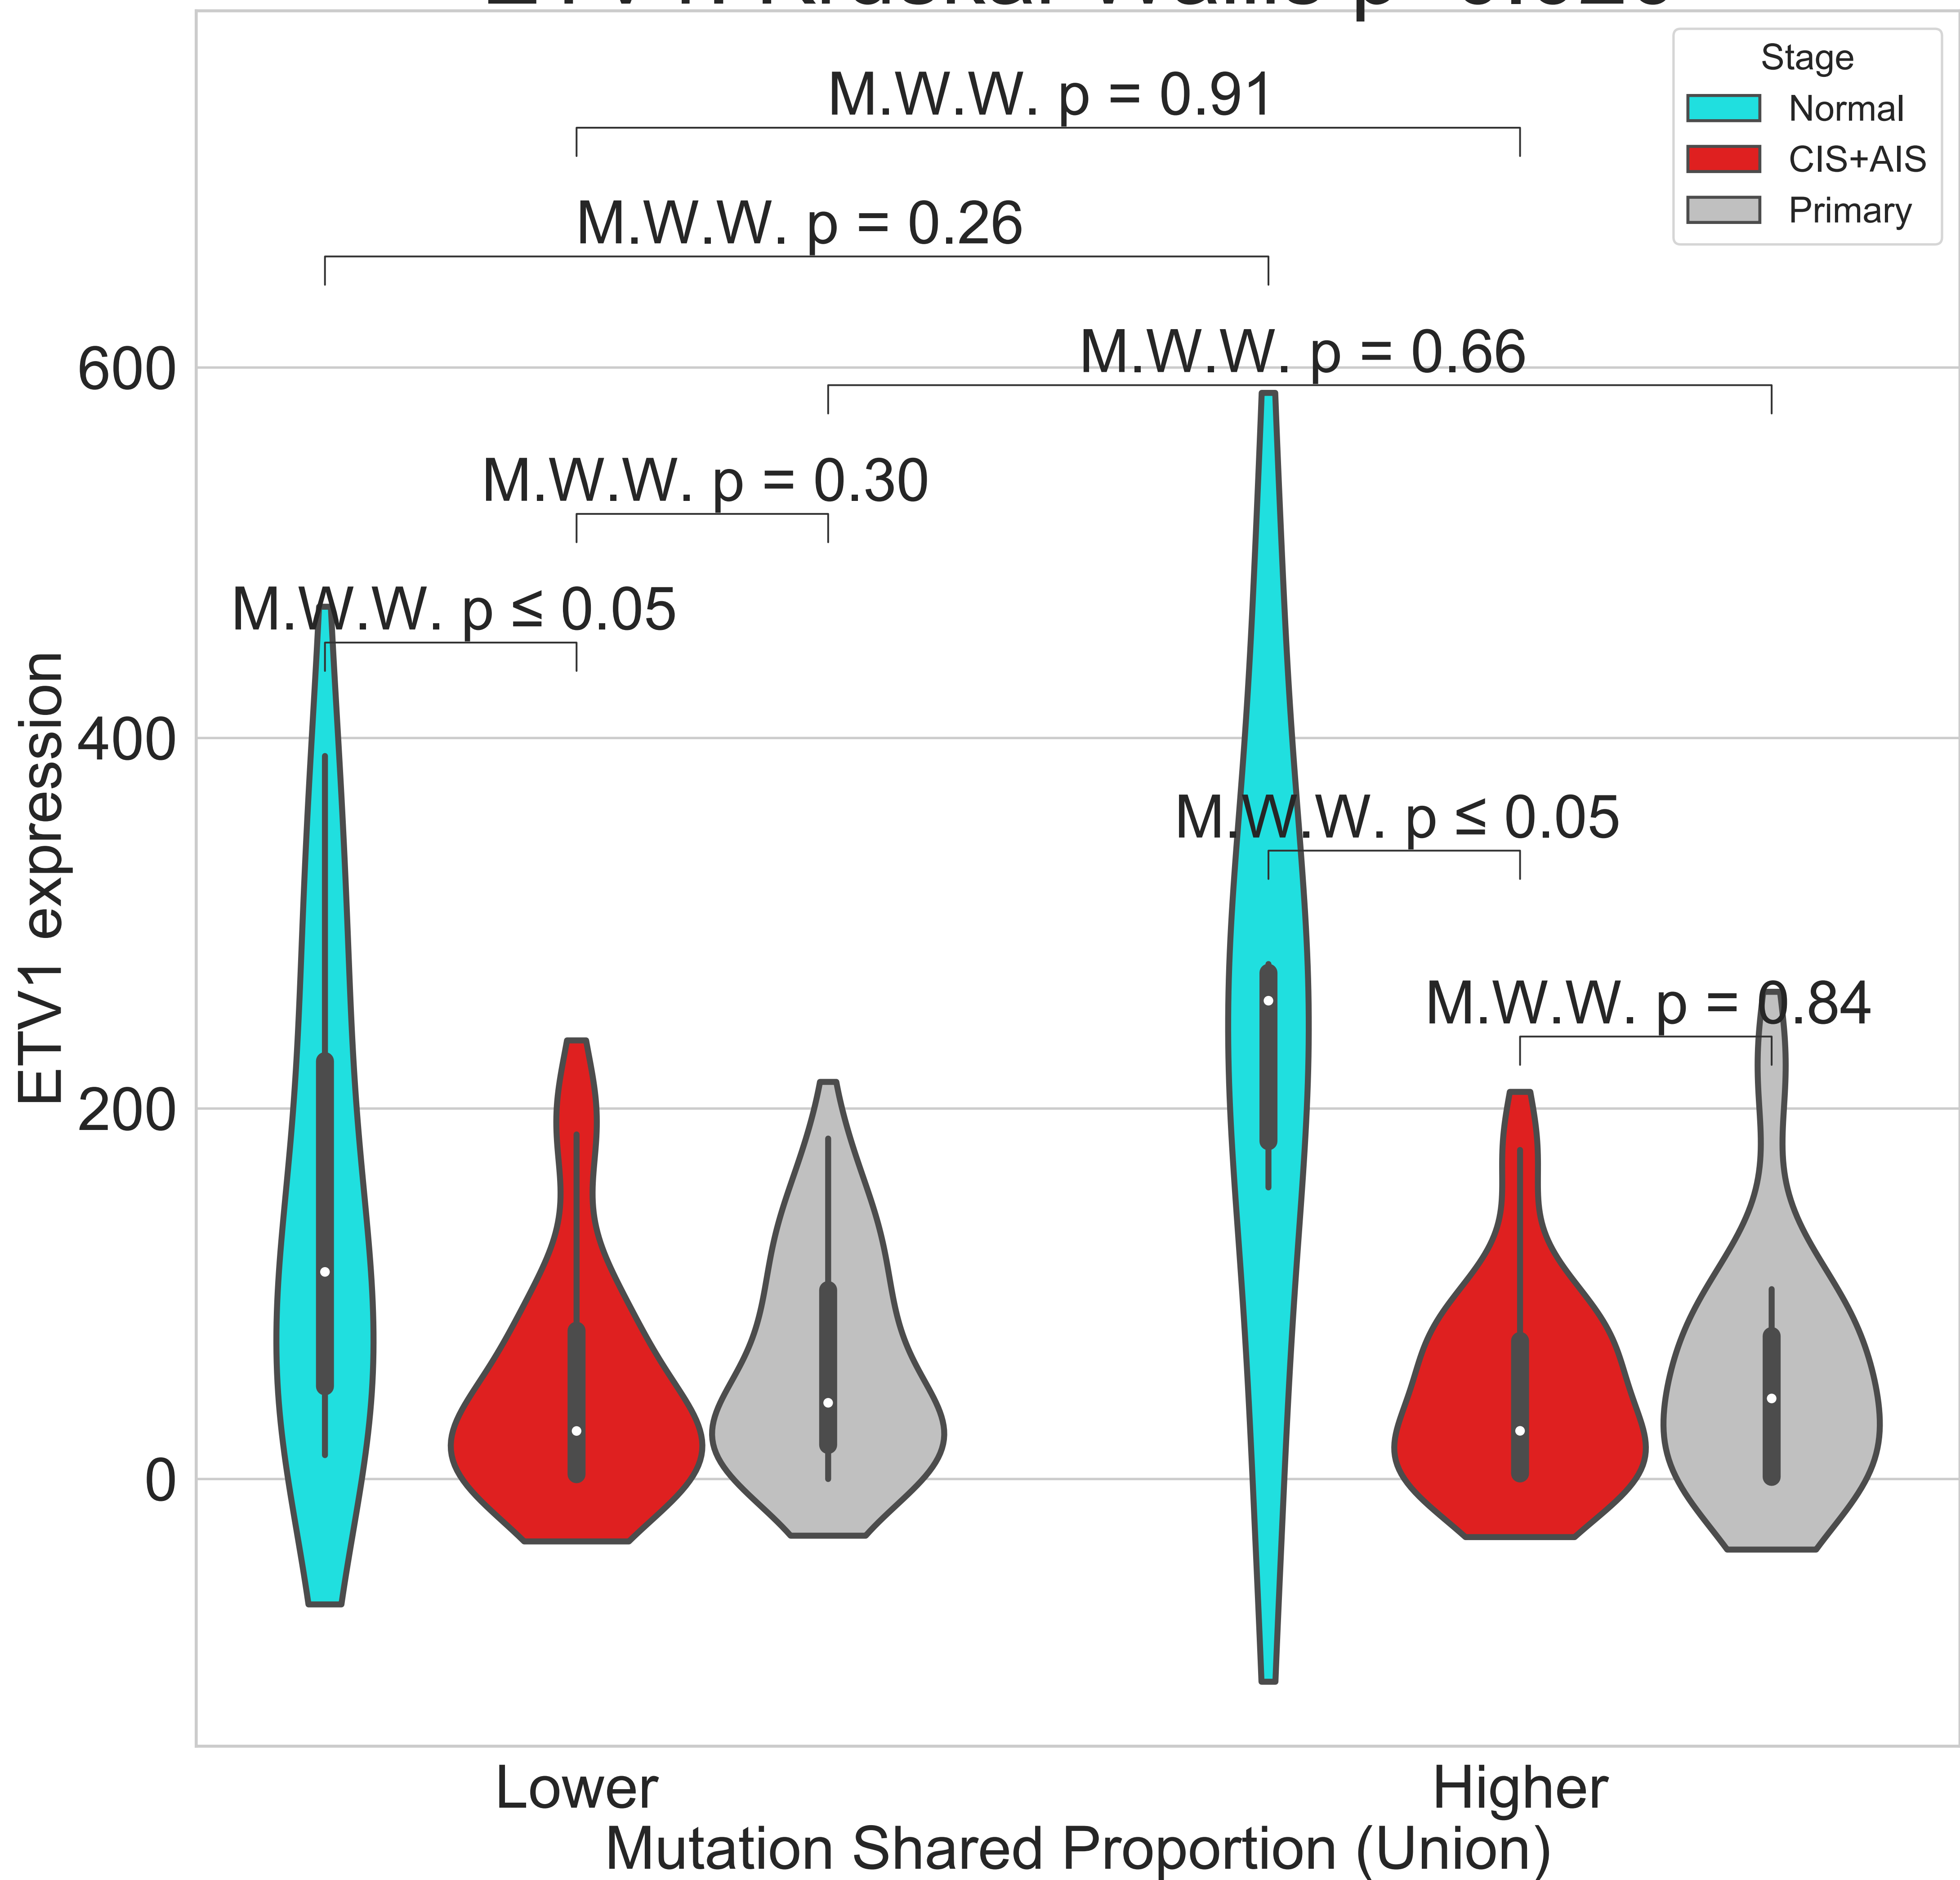 Stage
Normal
CIS+AIS
Primary
M.W.W. p = 0.91
M.W.W. p = 0.26
M.W.W. p = 0.66
M.W.W. p = 0.30
M.W.W. p ≤ 0.05
M.W.W. p ≤ 0.05
M.W.W. p = 0.84
ETV1 expression
600
400
200
0
Lower
Higher
Mutation Shared Proportion (Union)